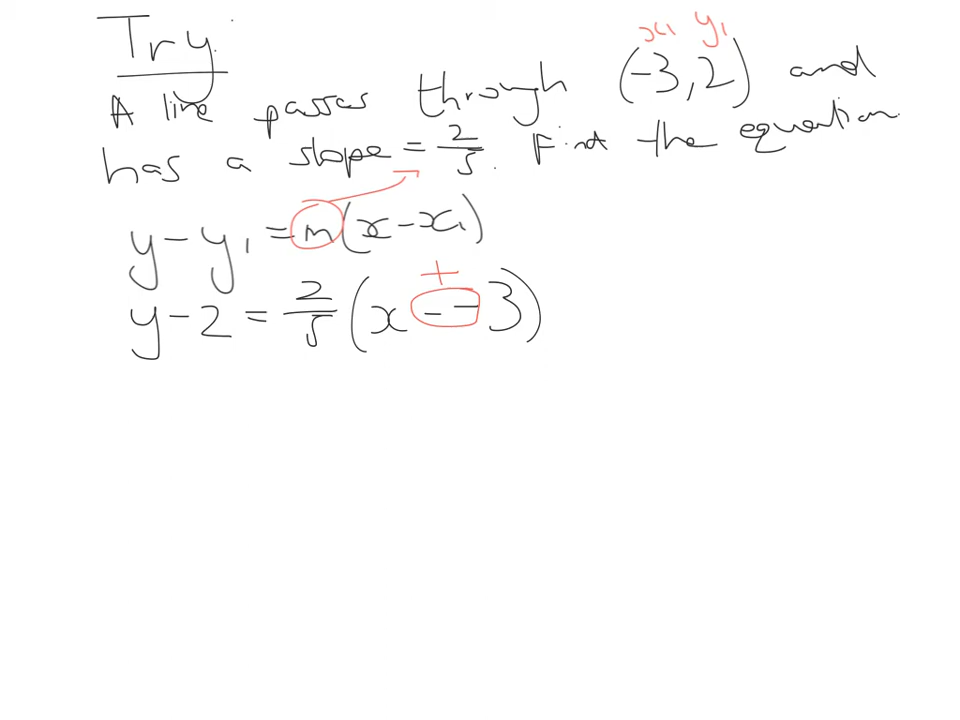 Try
x₁ y₁
A line passes through (-3,2) and
has a slope = 2/5. Find the equation
y - y₁ = m(x - x₁)
+
y - 2 = 2/5 (x - - 3)